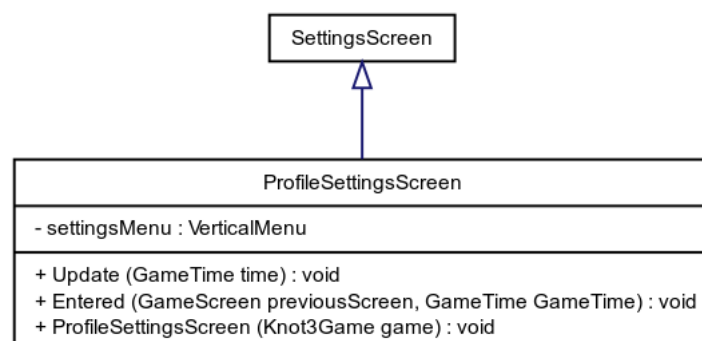 SettingsScreen
ProfileSettingsScreen
- settingsMenu : VerticalMenu
+ Update (GameTime time) : void
+ Entered (GameScreen previousScreen, GameTime GameTime) : void
+ ProfileSettingsScreen (Knot3Game game) : void